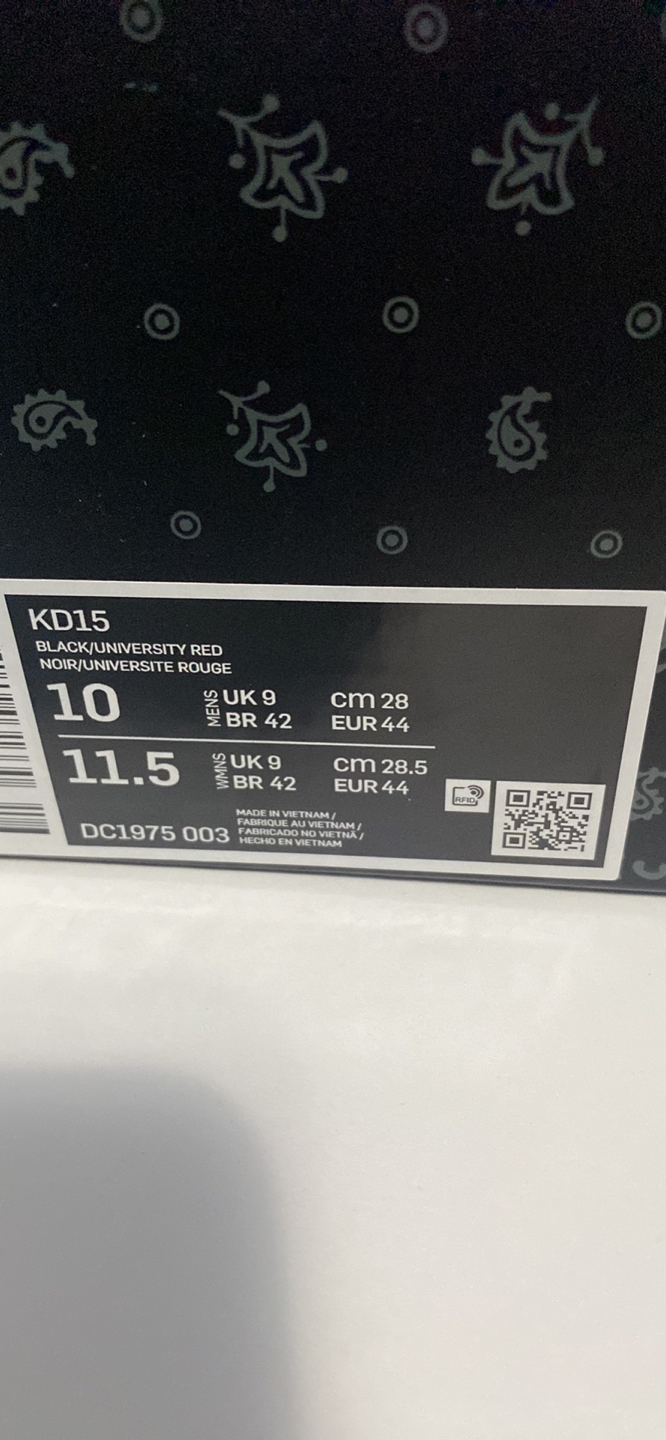 KD15
BLACK/UNIVERSITY RED
NOIR/UNIVERSITE ROUGE
10 MENS UK 9 cm 28
BR 42 EUR 44
11.5 WMNS UK 9 cm 28.5
BR 42 EUR 44
RFID
DC1975 003
MADE IN VIETNAM /
FABRIQUE AU VIETNAM /
FABRICADO NO VIETNÃ /
HECHO EN VIETNAM